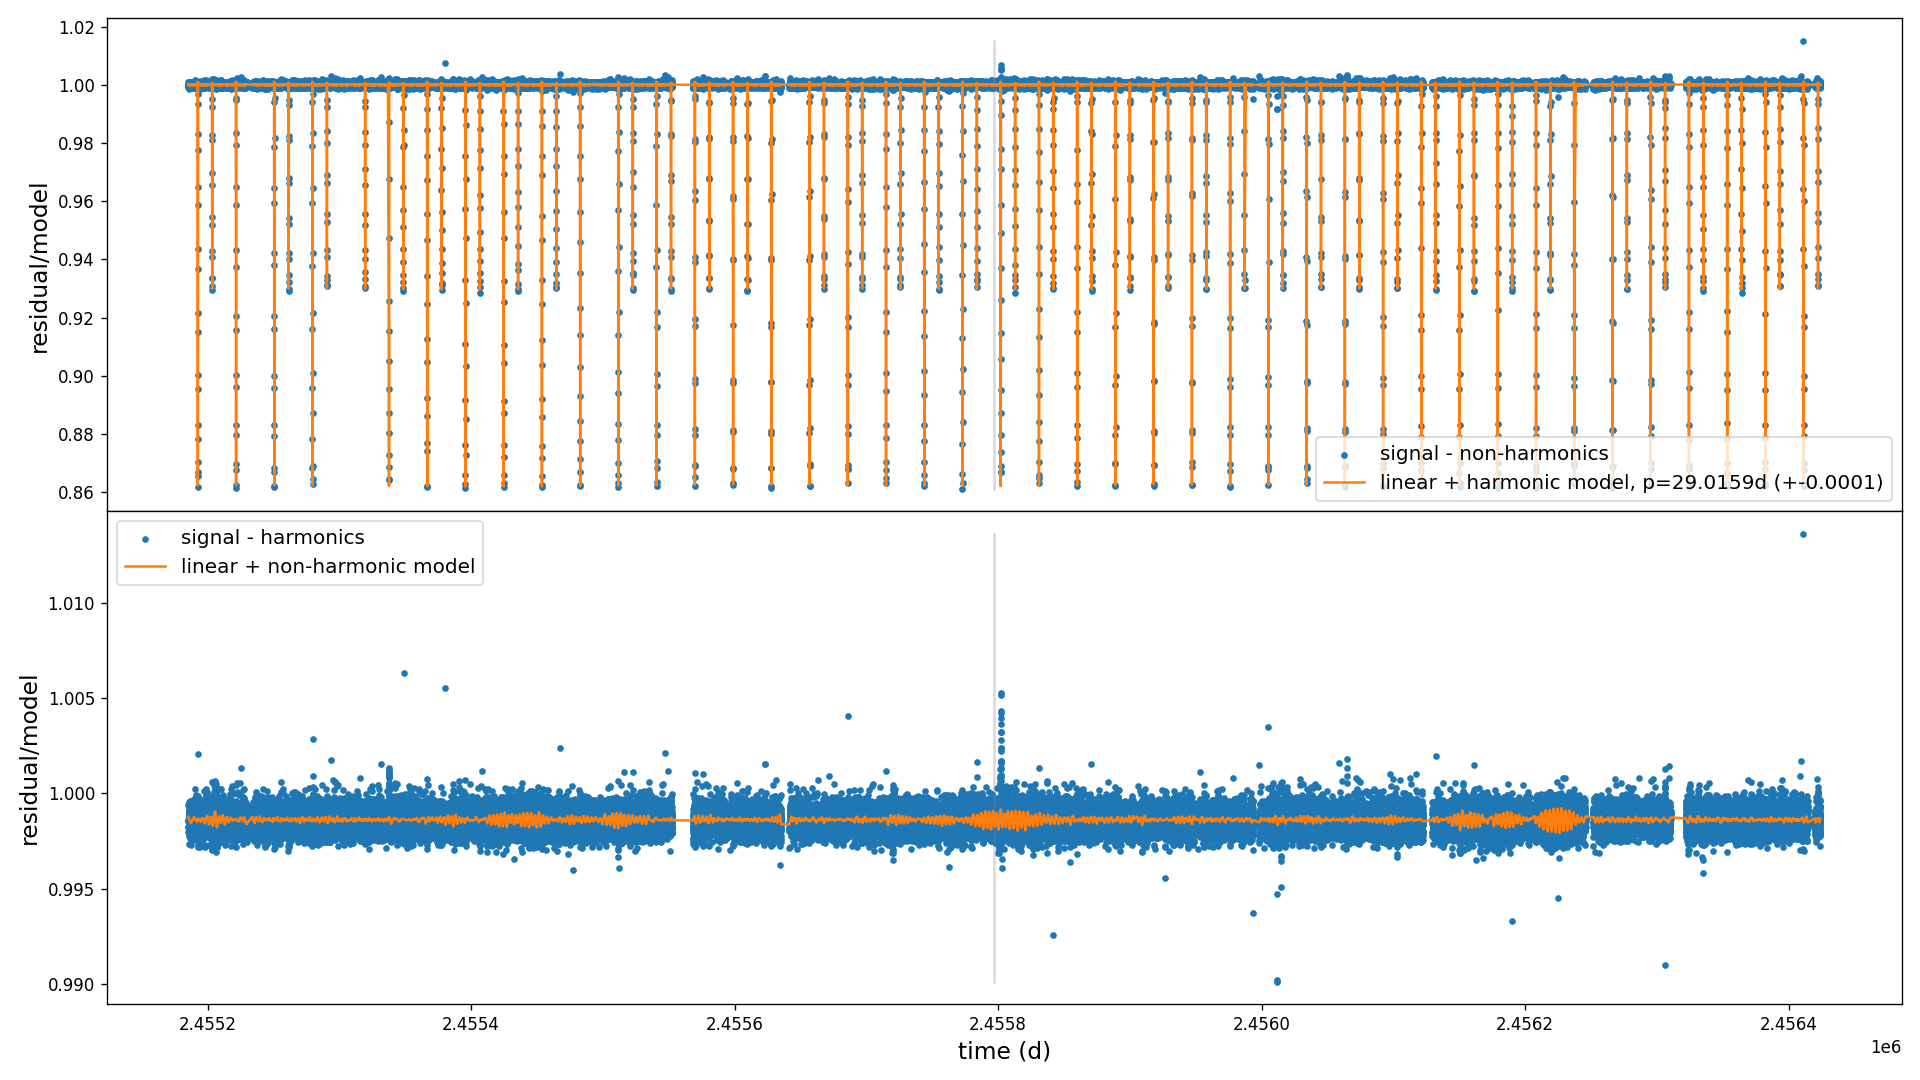 1.02
1.00
0.98
0.96
0.94
0.92
0.90
0.88
0.86
residual/model
signal - non-harmonics
linear + harmonic model, p=29.0159d (+-0.0001)
signal - harmonics
linear + non-harmonic model
1.010
1.005
1.000
0.995
0.990
residual/model
2.4552
2.4554
2.4556
2.4558
2.4560
2.4562
2.4564
1e6
time (d)